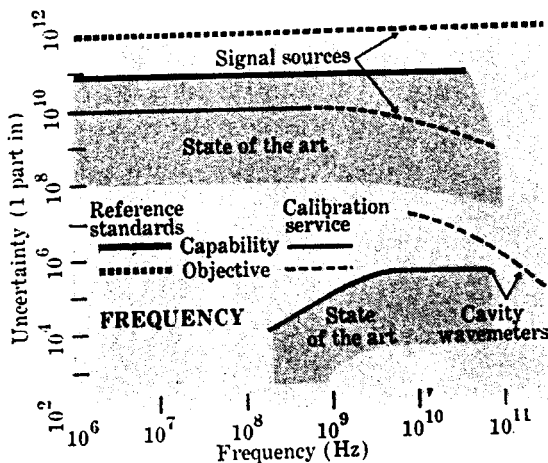 10^12
Signal sources
10^10
State of the art
10^8
Reference standards
Calibration service
Capability
Objective
10^6
FREQUENCY
State of the art
Cavity wavemeters
10^4
10^2
Uncertainty (1 part in)
10^6 10^7 10^8 10^9 10^10 10^11
Frequency (Hz)